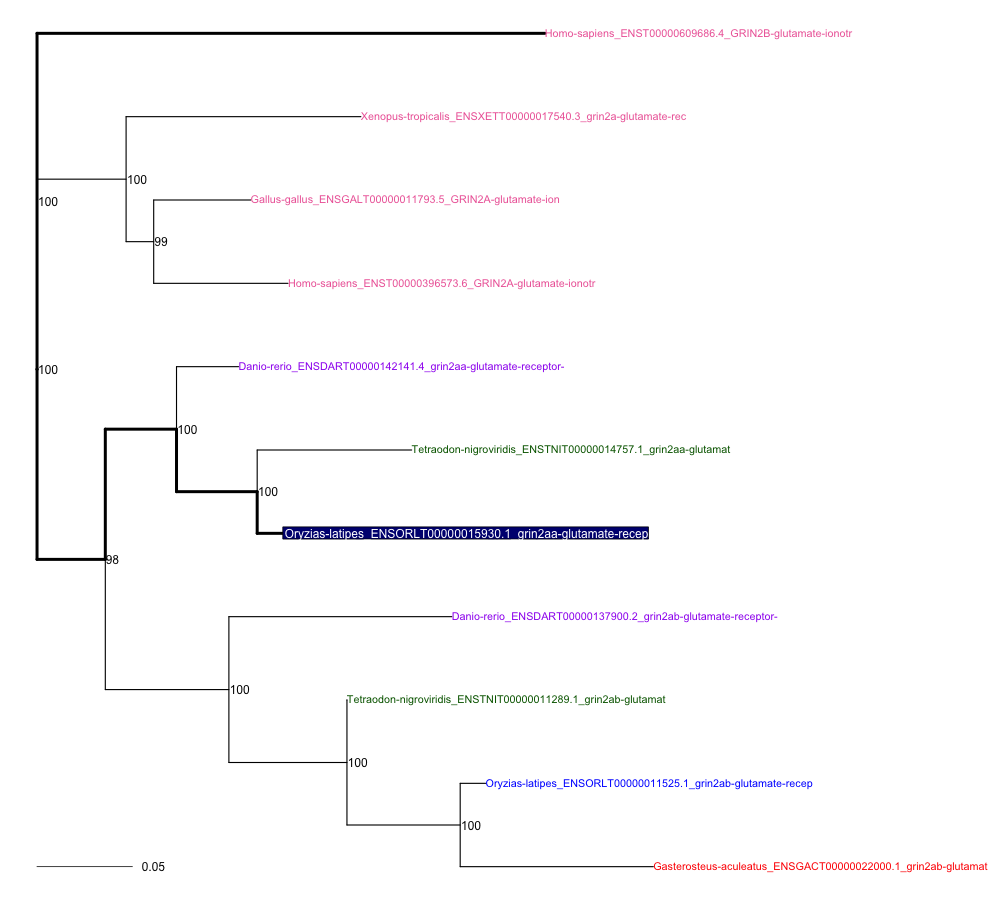 Homo-sapiens_ENST00000609686.4_GRIN2B-glutamate-ionotr
Xenopus-tropicalis_ENSXETT00000017540.3_grin2a-glutamate-rec
100
100
Gallus-gallus_ENSGALT00000011793.5_GRIN2A-glutamate-ion
99
Homo-sapiens_ENST00000396573.6_GRIN2A-glutamate-ionotr
100
Danio-rerio_ENSDART00000142141.4_grin2aa-glutamate-receptor-
100
Tetraodon-nigroviridis_ENSTNIT00000014757.1_grin2aa-glutamat
100
Oryzias-latipes_ENSORLT00000015930.1_grin2aa-glutamate-recep
98
Danio-rerio_ENSDART00000137900.2_grin2ab-glutamate-receptor-
100
Tetraodon-nigroviridis_ENSTNIT00000011289.1_grin2ab-glutamat
100
Oryzias-latipes_ENSORLT00000011525.1_grin2ab-glutamate-recep
100
Gasterosteus-aculeatus_ENSGACT00000022000.1_grin2ab-glutamat
0.05